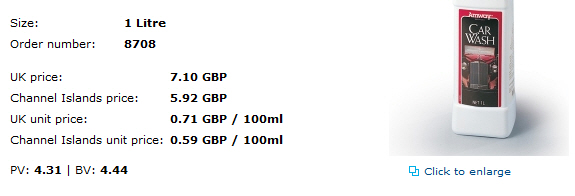 Size: 1 Litre
Order number: 8708
UK price: 7.10 GBP
Channel Islands price: 5.92 GBP
UK unit price: 0.71 GBP / 100ml
Channel Islands unit price: 0.59 GBP / 100ml
PV: 4.31 | BV: 4.44
Amway
CAR
WASH
NET 1L
Click to enlarge